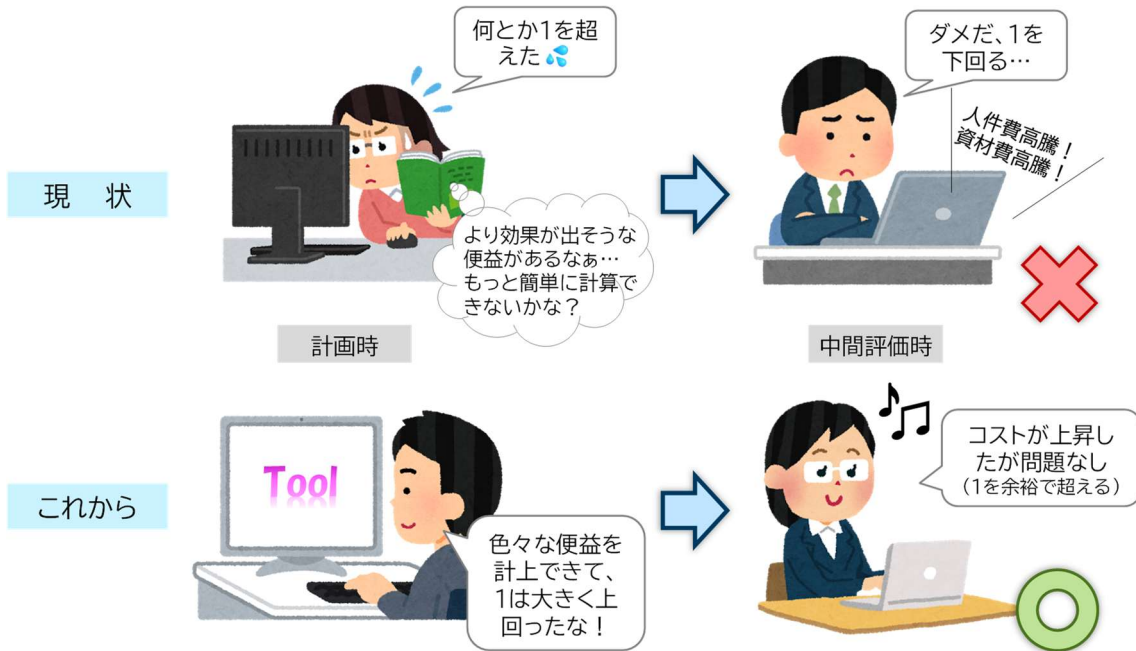 何とか1を超
えた💦
ダメだ、1を
下回る…
人件費高騰！
資材費高騰！
現　状
より効果が出そうな
便益があるなぁ…
もっと簡単に計算で
きないかな？
計画時
中間評価時
Tool
コストが上昇し
たが問題なし
（1を余裕で超える）
これから
色々な便益を
計上できて、
1は大きく上
回ったな！